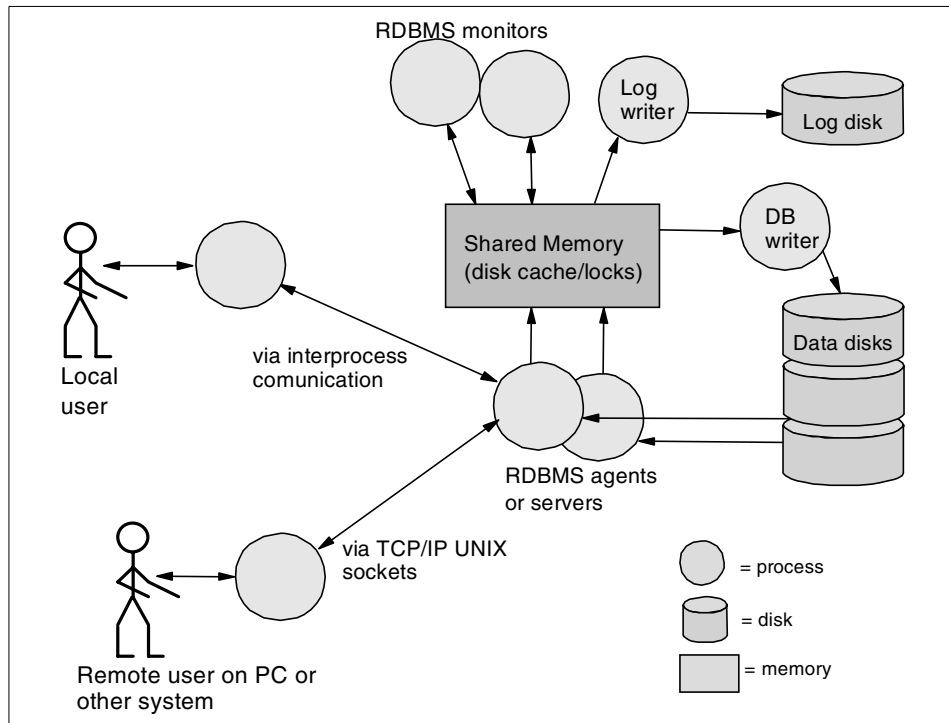 RDBMS monitors
Log
writer
Log disk
Shared Memory
(disk cache/locks)
DB
writer
Data disks
Local
user
via interprocess
comunication
RDBMS agents
or servers
via TCP/IP UNIX
sockets
Remote user on PC or
other system
= process
= disk
= memory